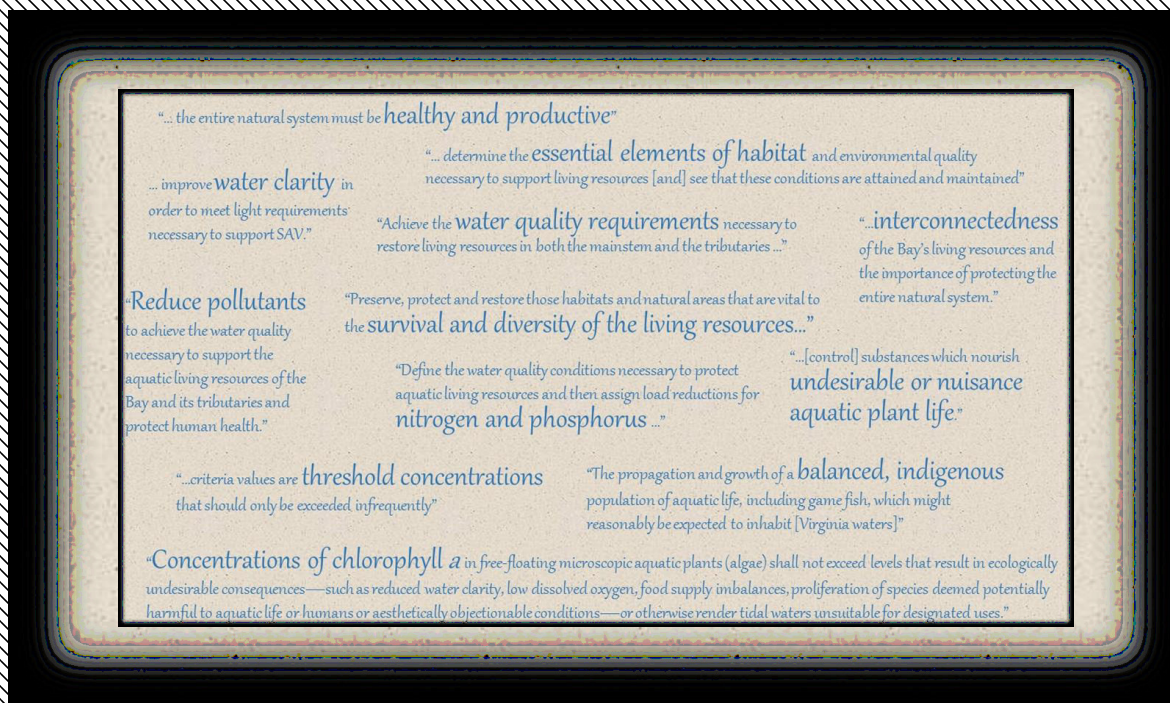 “... the entire natural system must be healthy and productive”
“... determine the essential elements of habitat and environmental quality
necessary to support living resources [and] see that these conditions are attained and maintained”
... improve water clarity in
order to meet light requirements
necessary to support SAV.”
“Achieve the water quality requirements necessary to
restore living resources in both the mainstem and the tributaries ...”
“...interconnectedness
of the Bay’s living resources and
the importance of protecting the
entire natural system.”
“Reduce pollutants
to achieve the water quality
necessary to support the
aquatic living resources of the
Bay and its tributaries and
protect human health.”
“Preserve, protect and restore those habitats and natural areas that are vital to
the survival and diversity of the living resources...”
“Define the water quality conditions necessary to protect
aquatic living resources and then assign load reductions for
nitrogen and phosphorus ...”
“...[control] substances which nourish
undesirable or nuisance
aquatic plant life.”
“...criteria values are threshold concentrations
that should only be exceeded infrequently”
“The propagation and growth of a balanced, indigenous
population of aquatic life, including game fish, which might
reasonably be expected to inhabit [Virginia waters]”
“Concentrations of chlorophyll a in free-floating microscopic aquatic plants (algae) shall not exceed levels that result in ecologically
undesirable consequences—such as reduced water clarity, low dissolved oxygen, food supply imbalances, proliferation of species deemed potentially
harmful to aquatic life or humans or aesthetically objectionable conditions—or otherwise render tidal waters unsuitable for designated uses.”